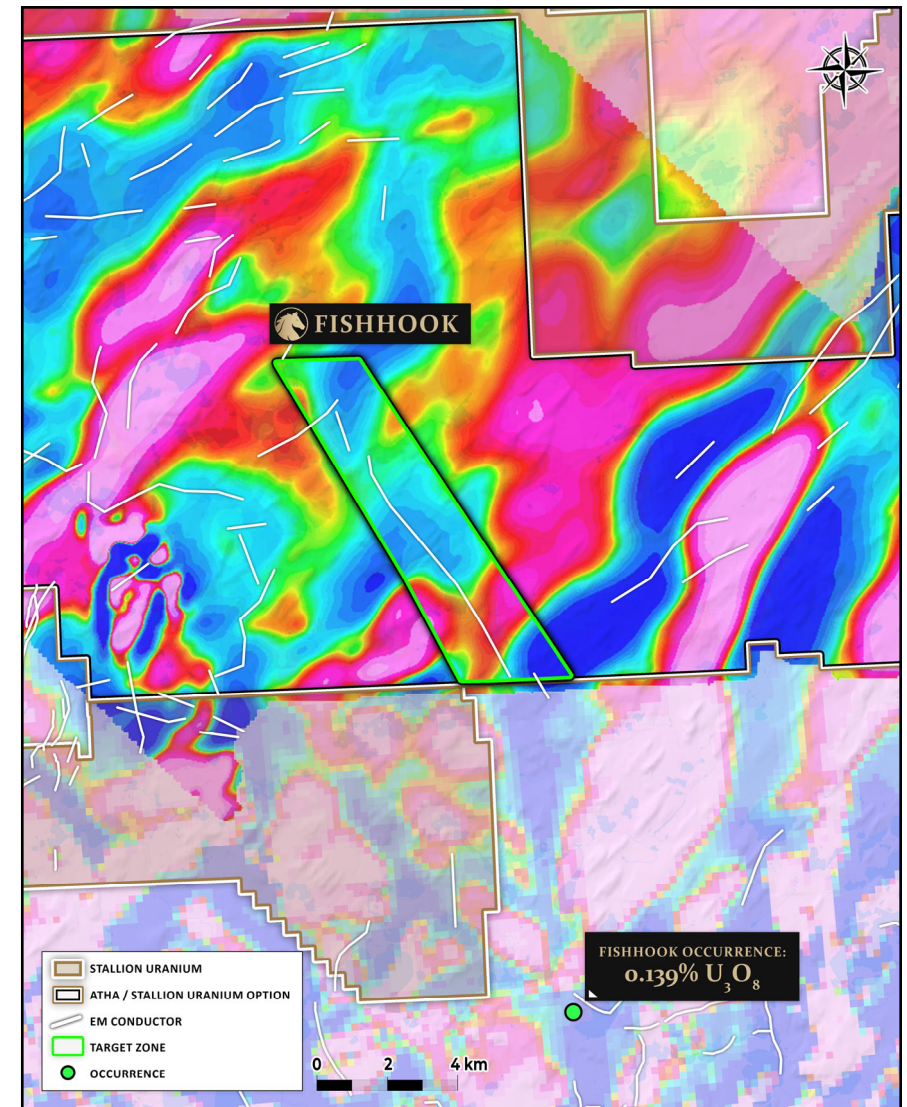 FISHHOOK
FISHHOOK OCCURRENCE:
0.139% U3O8
STALLION URANIUM
ATHA / STALLION URANIUM OPTION
EM CONDUCTOR
TARGET ZONE
OCCURRENCE
0 2 4 km